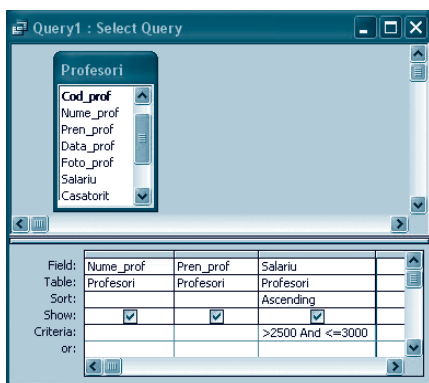 Query1 : Select Query
Profesori
Cod_prof
Nume_prof
Pren_prof
Data_prof
Foto_prof
Salariu
Casatorit
Field: Nume_prof Pren_prof Salariu
Table: Profesori Profesori Profesori
Sort: Ascending
Show:
Criteria: >2500 And <=3000
or: